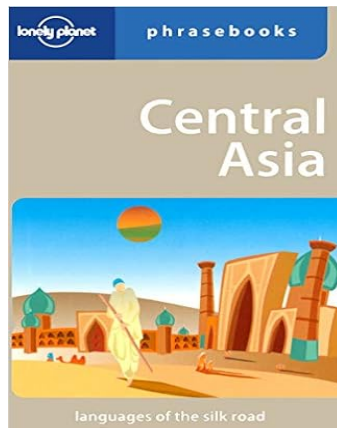 lonely planet
phrasebooks
Central
Asia
languages of the silk road